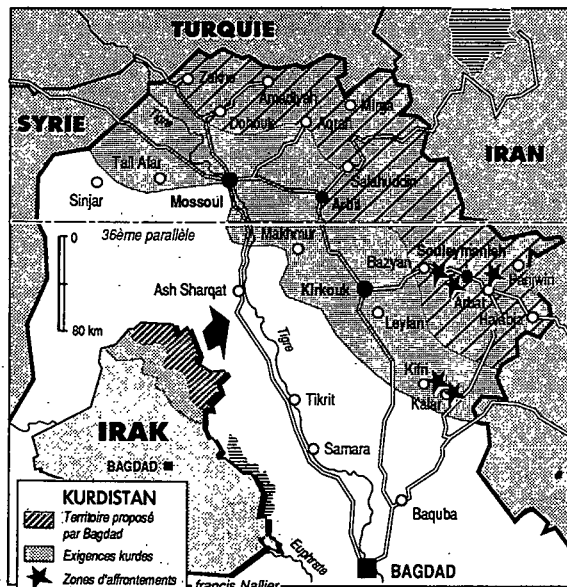 TURQUIE
SYRIE
IRAN
Zakho
Amadiyah
Dohouk
Aqrah
Tigre
Tall Afar
Sinjar
Mossoul
Arbil
Salahuddin
36ème parallèle
Makhmur
0
80 km
Bazyan
Souleymanieh
Panjwin
Arbat
Halabja
Ash Sharqat
Kirkouk
Leylan
Tigre
Kifri
Kalar
Tikrit
Samara
Baquba
BAGDAD
IRAK
BAGDAD
Euphrate
KURDISTAN
Territoire proposé
par Bagdad
Exigences kurdes
Zones d'affrontements
francis Nallier